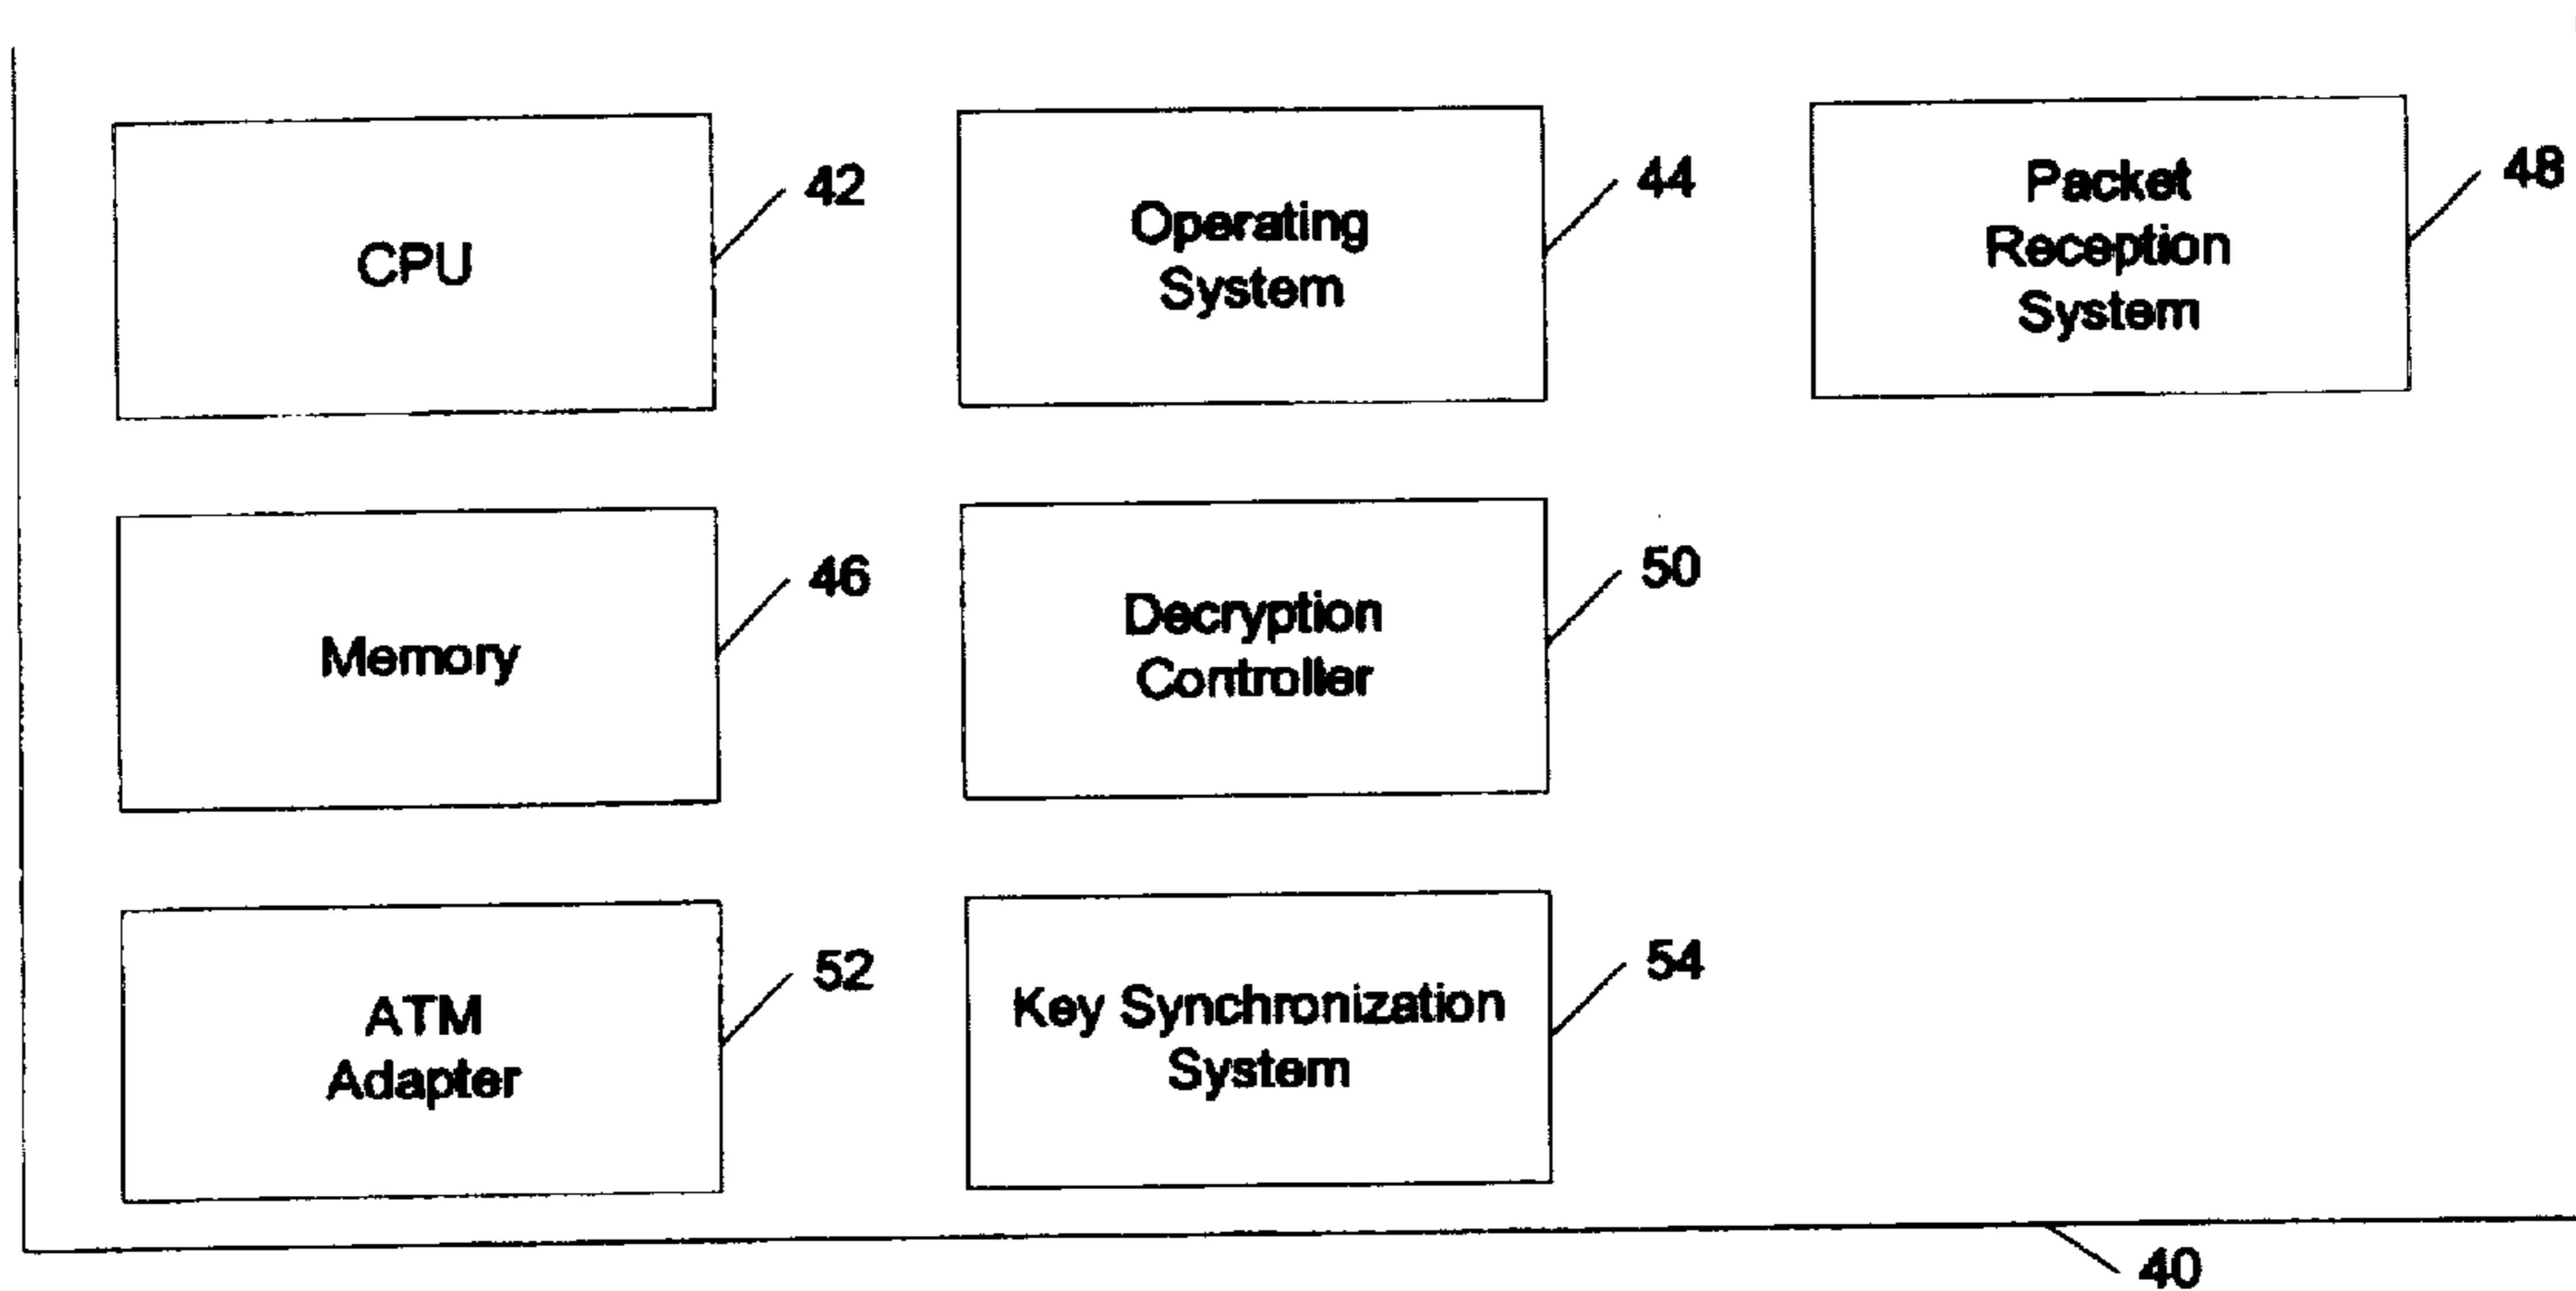 CPU
42
Operating
System
44
Packet
Reception
System
48
Memory
46
Decryption
Controller
50
ATM
Adapter
52
Key Synchronization
System
54
40